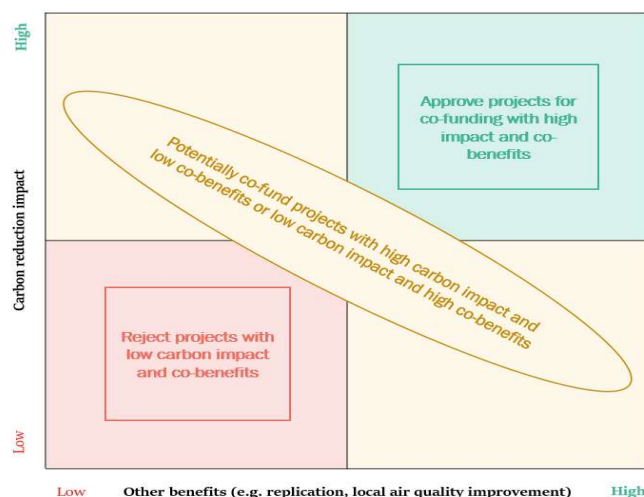 High
Approve projects for
co-funding with high
impact and co-
benefits
Potentially co-fund projects with high carbon impact and
low co-benefits or low carbon impact and high co-benefits
Carbon reduction impact
Reject projects with
low carbon impact
and co-benefits
Low
Low Other benefits (e.g. replication, local air quality improvement) High